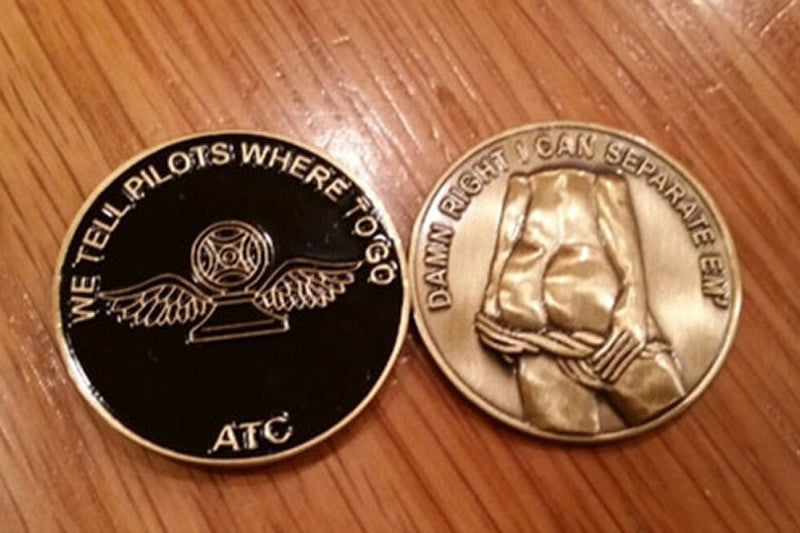 WE TELL PILOTS WHERE TO GO
ATC
DAMN RIGHT I CAN SEPARATE EM'